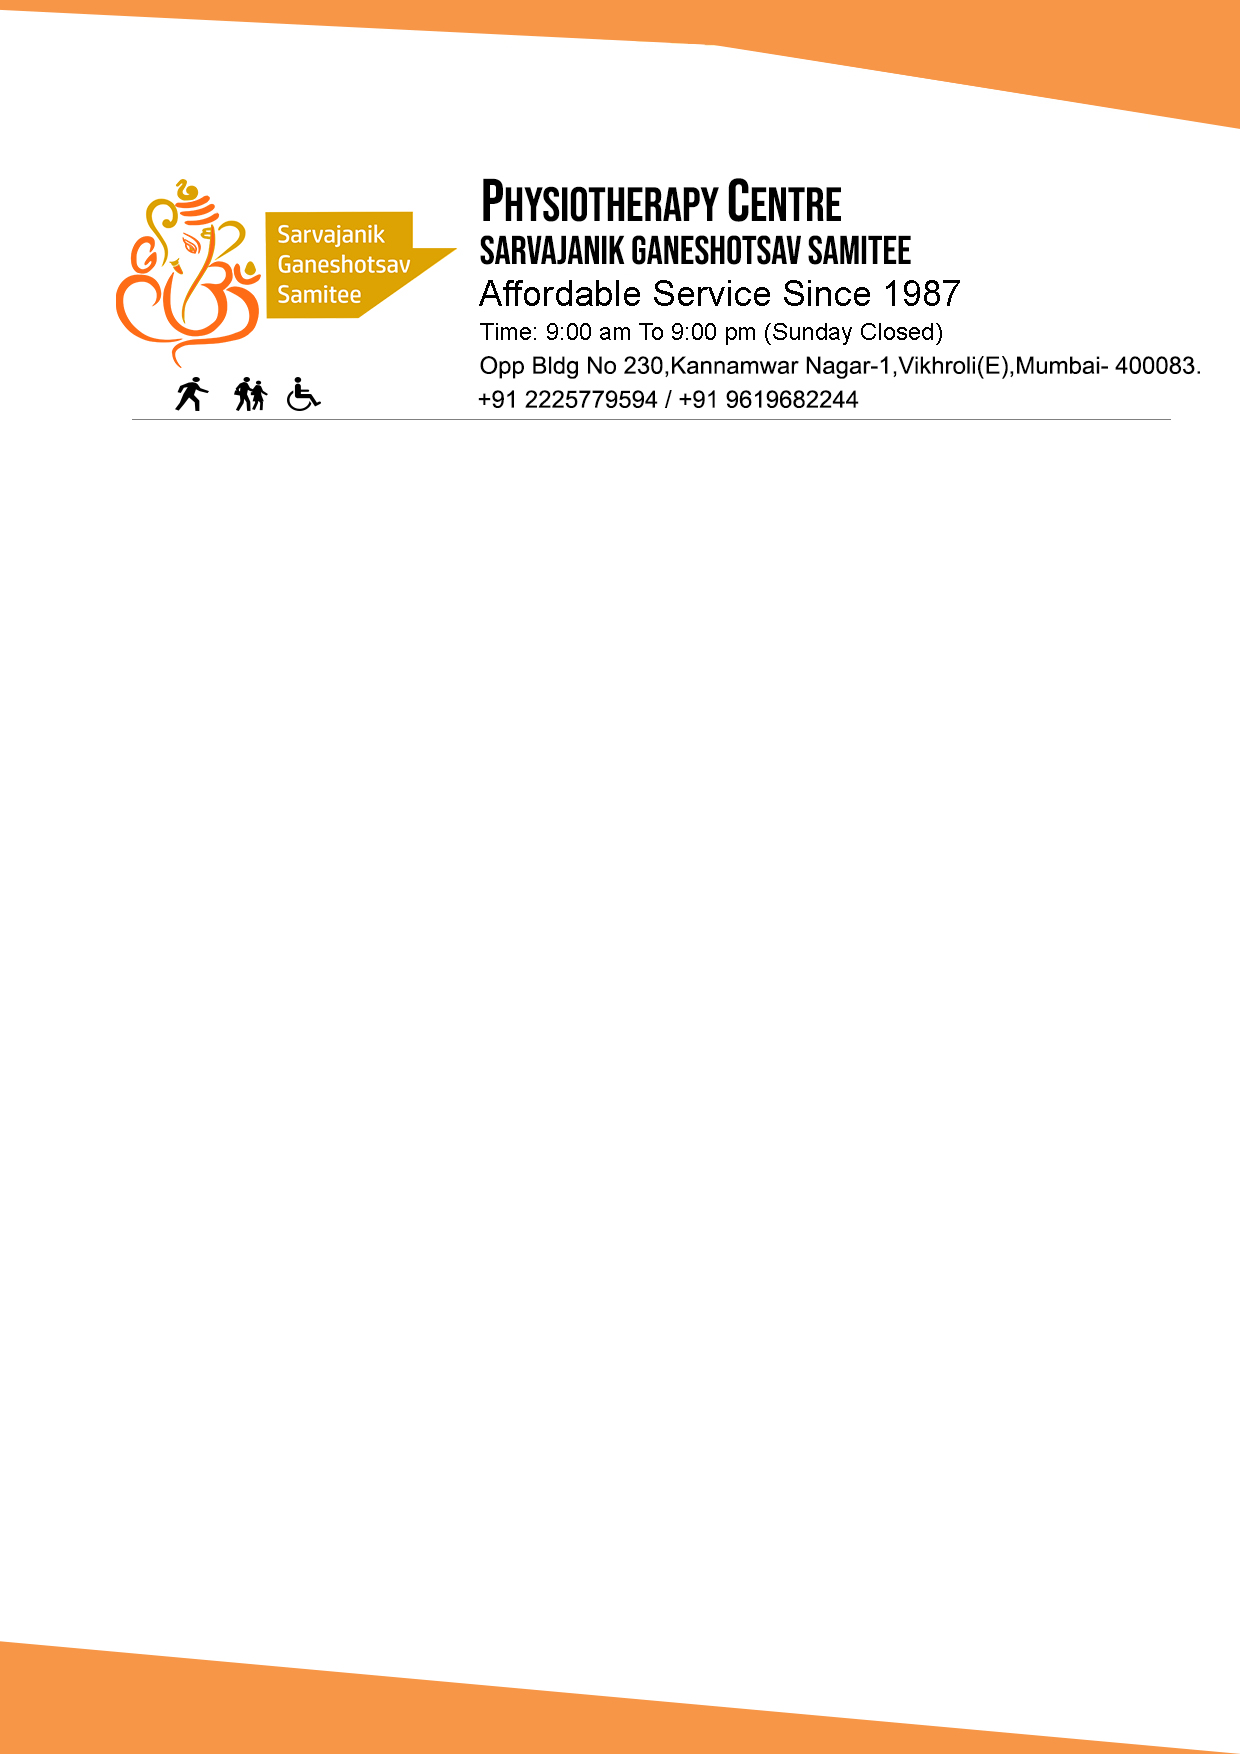 Sarvajanik
Ganeshotsav
Samitee
PHYSIOTHERAPY CENTRE
SARVAJANIK GANESHOTSAV SAMITEE
Affordable Service Since 1987
Time: 9:00 am To 9:00 pm (Sunday Closed)
Opp Bldg No 230,Kannamwar Nagar-1,Vikhroli(E),Mumbai- 400083.
+91 2225779594 / +91 9619682244